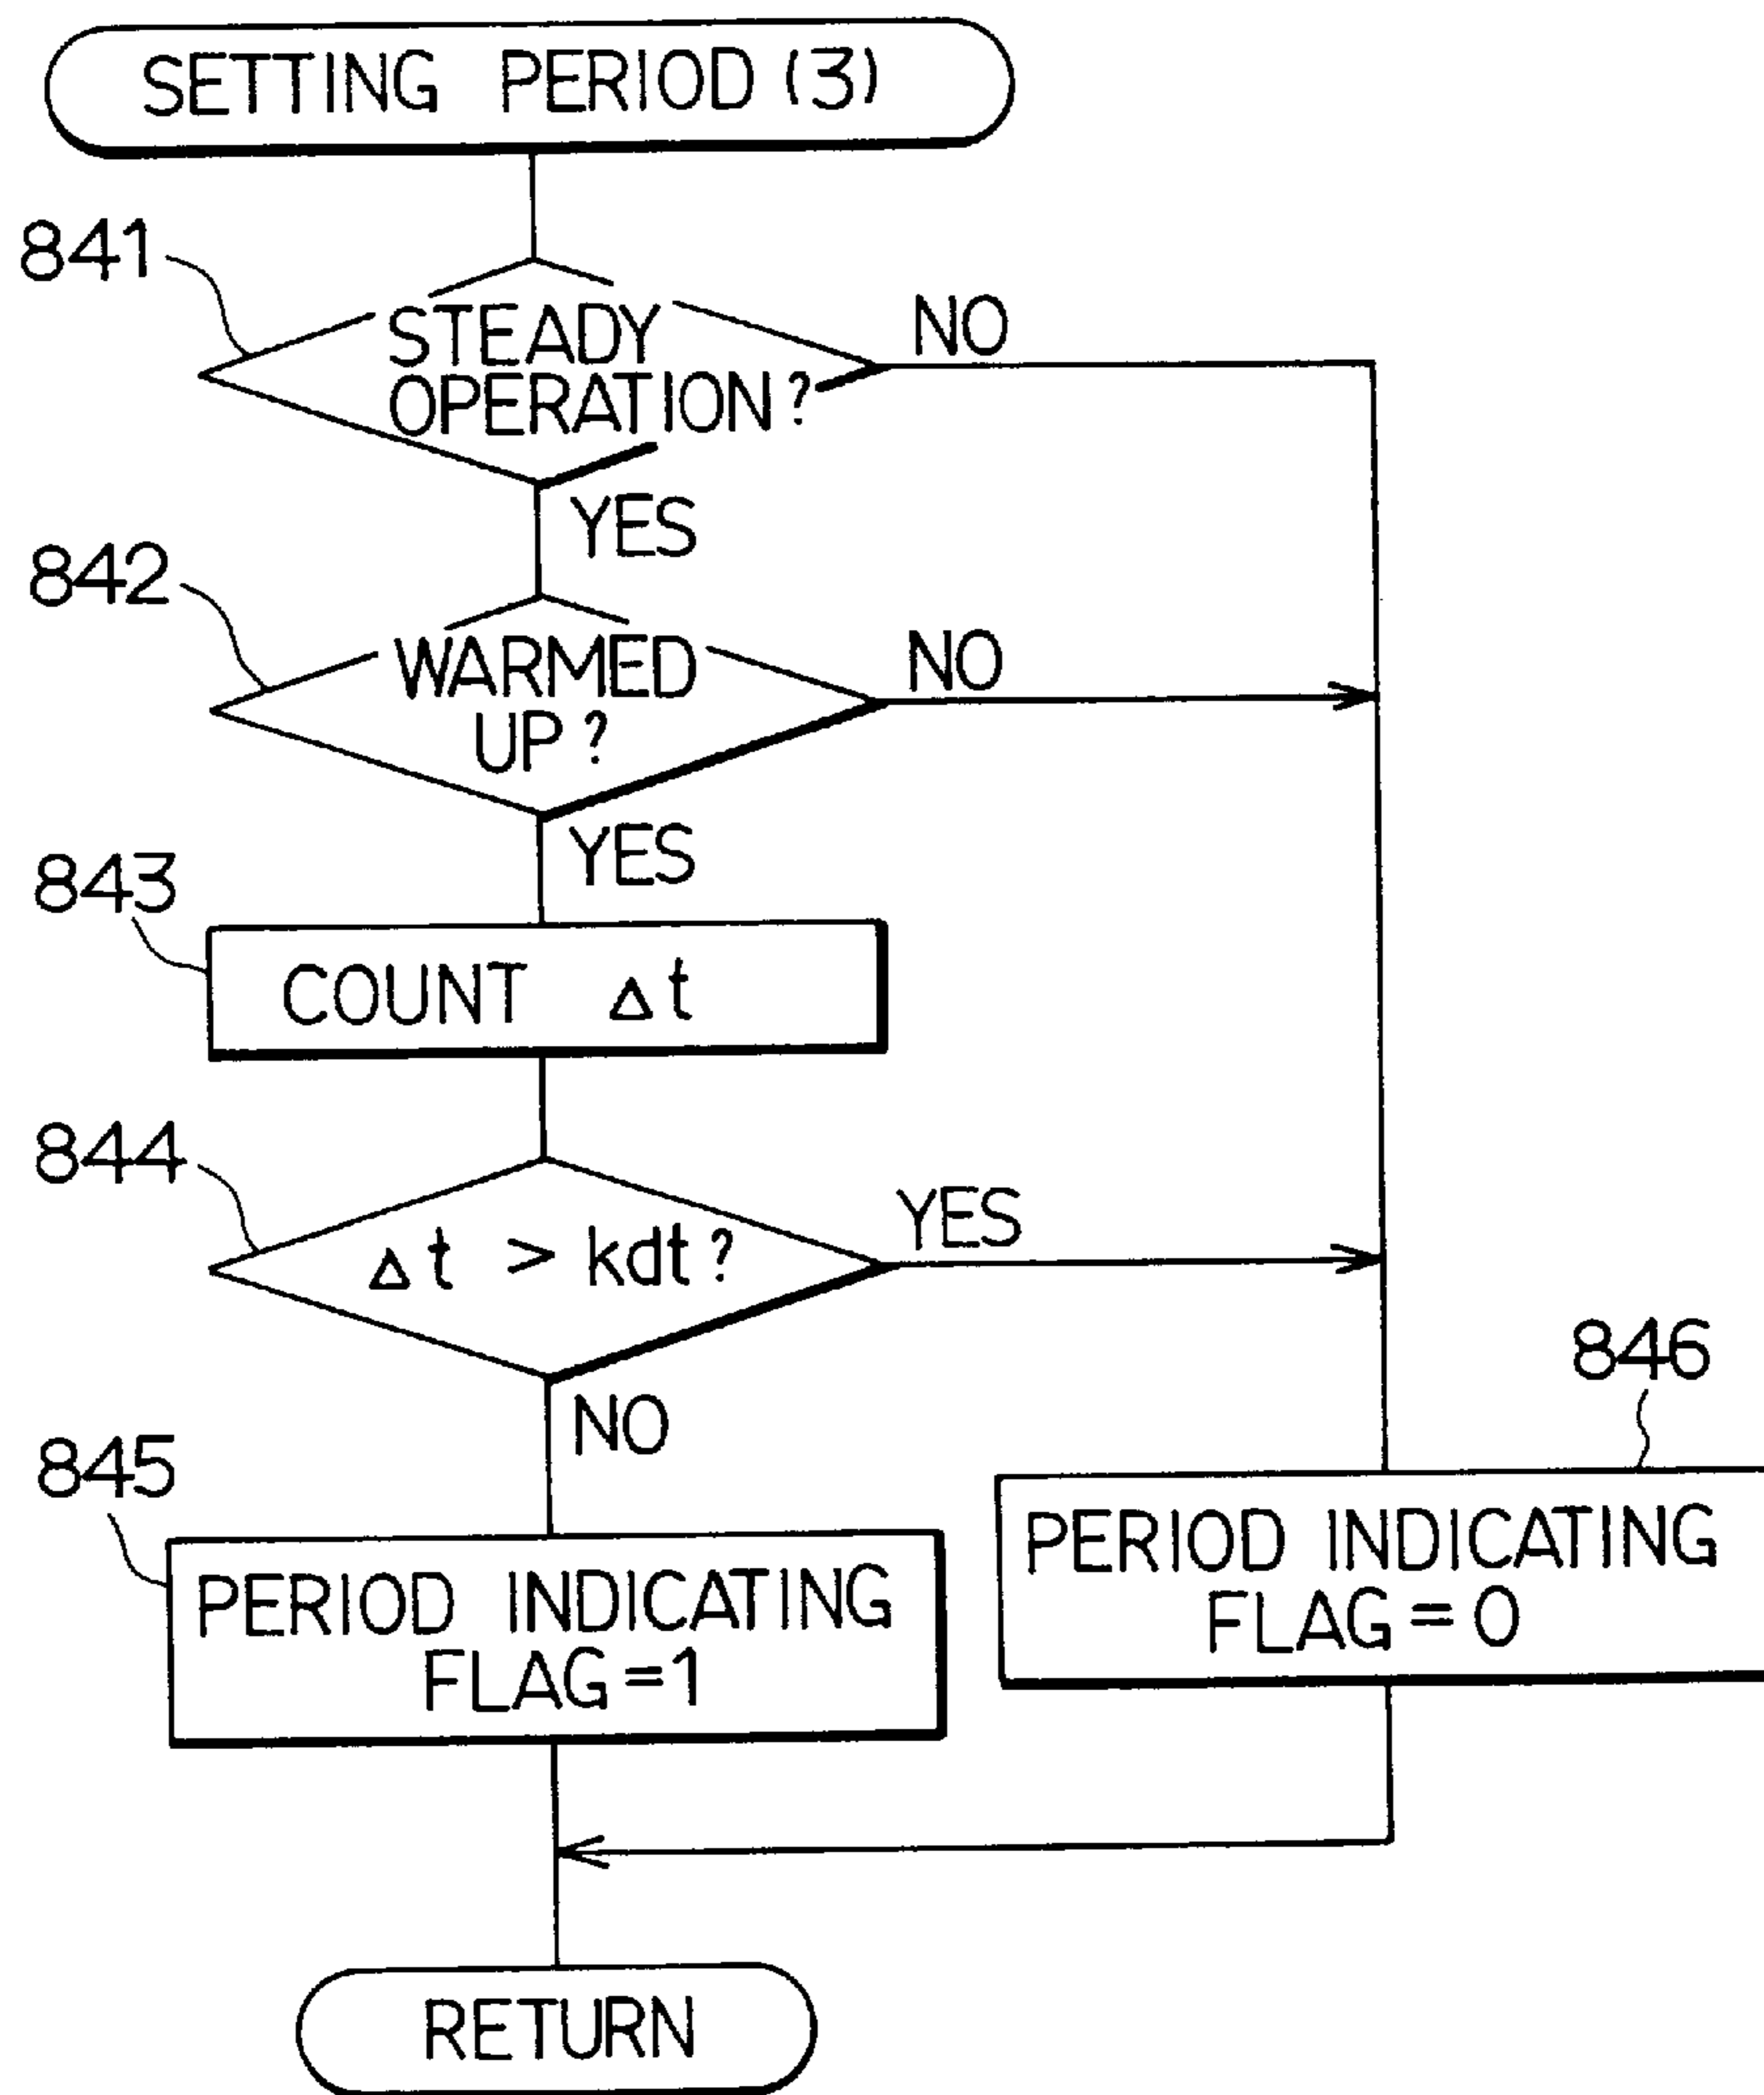 SETTING PERIOD (3)
841
STEADY
OPERATION?
NO
YES
842
WARMED
UP?
NO
YES
843
COUNT Δt
844
Δt > kdt?
YES
NO
845
PERIOD INDICATING
FLAG=1
846
PERIOD INDICATING
FLAG=0
RETURN